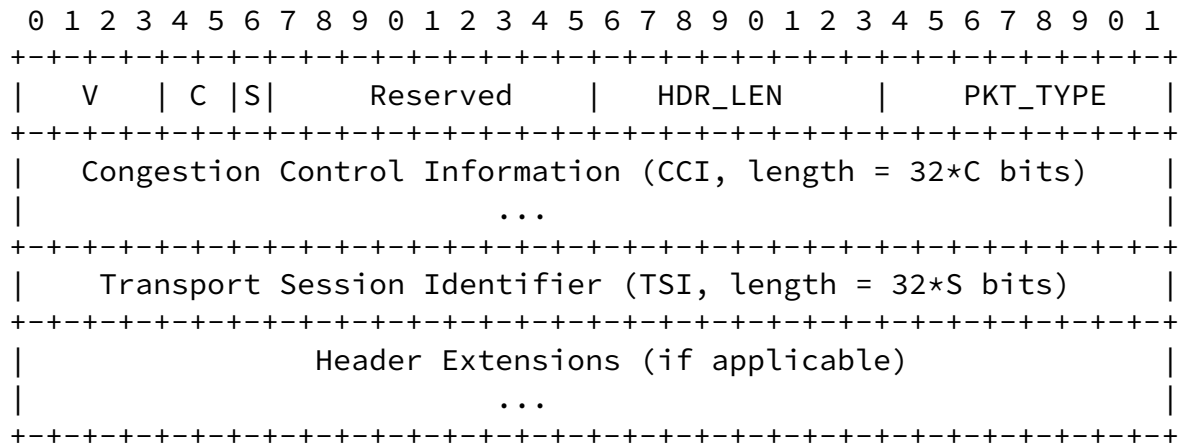 0 1 2 3 4 5 6 7 8 9 0 1 2 3 4 5 6 7 8 9 0 1 2 3 4 5 6 7 8 9 0 1
+-+-+-+-+-+-+-+-+-+-+-+-+-+-+-+-+-+-+-+-+-+-+-+-+-+-+-+-+-+-+-+-+
|   V   | C |S|     Reserved    |   HDR_LEN     |    PKT_TYPE   |
+-+-+-+-+-+-+-+-+-+-+-+-+-+-+-+-+-+-+-+-+-+-+-+-+-+-+-+-+-+-+-+-+
|   Congestion Control Information (CCI, length = 32*C bits)    |
|                          ...                                  |
+-+-+-+-+-+-+-+-+-+-+-+-+-+-+-+-+-+-+-+-+-+-+-+-+-+-+-+-+-+-+-+-+
|    Transport Session Identifier (TSI, length = 32*S bits)     |
+-+-+-+-+-+-+-+-+-+-+-+-+-+-+-+-+-+-+-+-+-+-+-+-+-+-+-+-+-+-+-+-+
|                Header Extensions (if applicable)              |
|                          ...                                  |
+-+-+-+-+-+-+-+-+-+-+-+-+-+-+-+-+-+-+-+-+-+-+-+-+-+-+-+-+-+-+-+-+